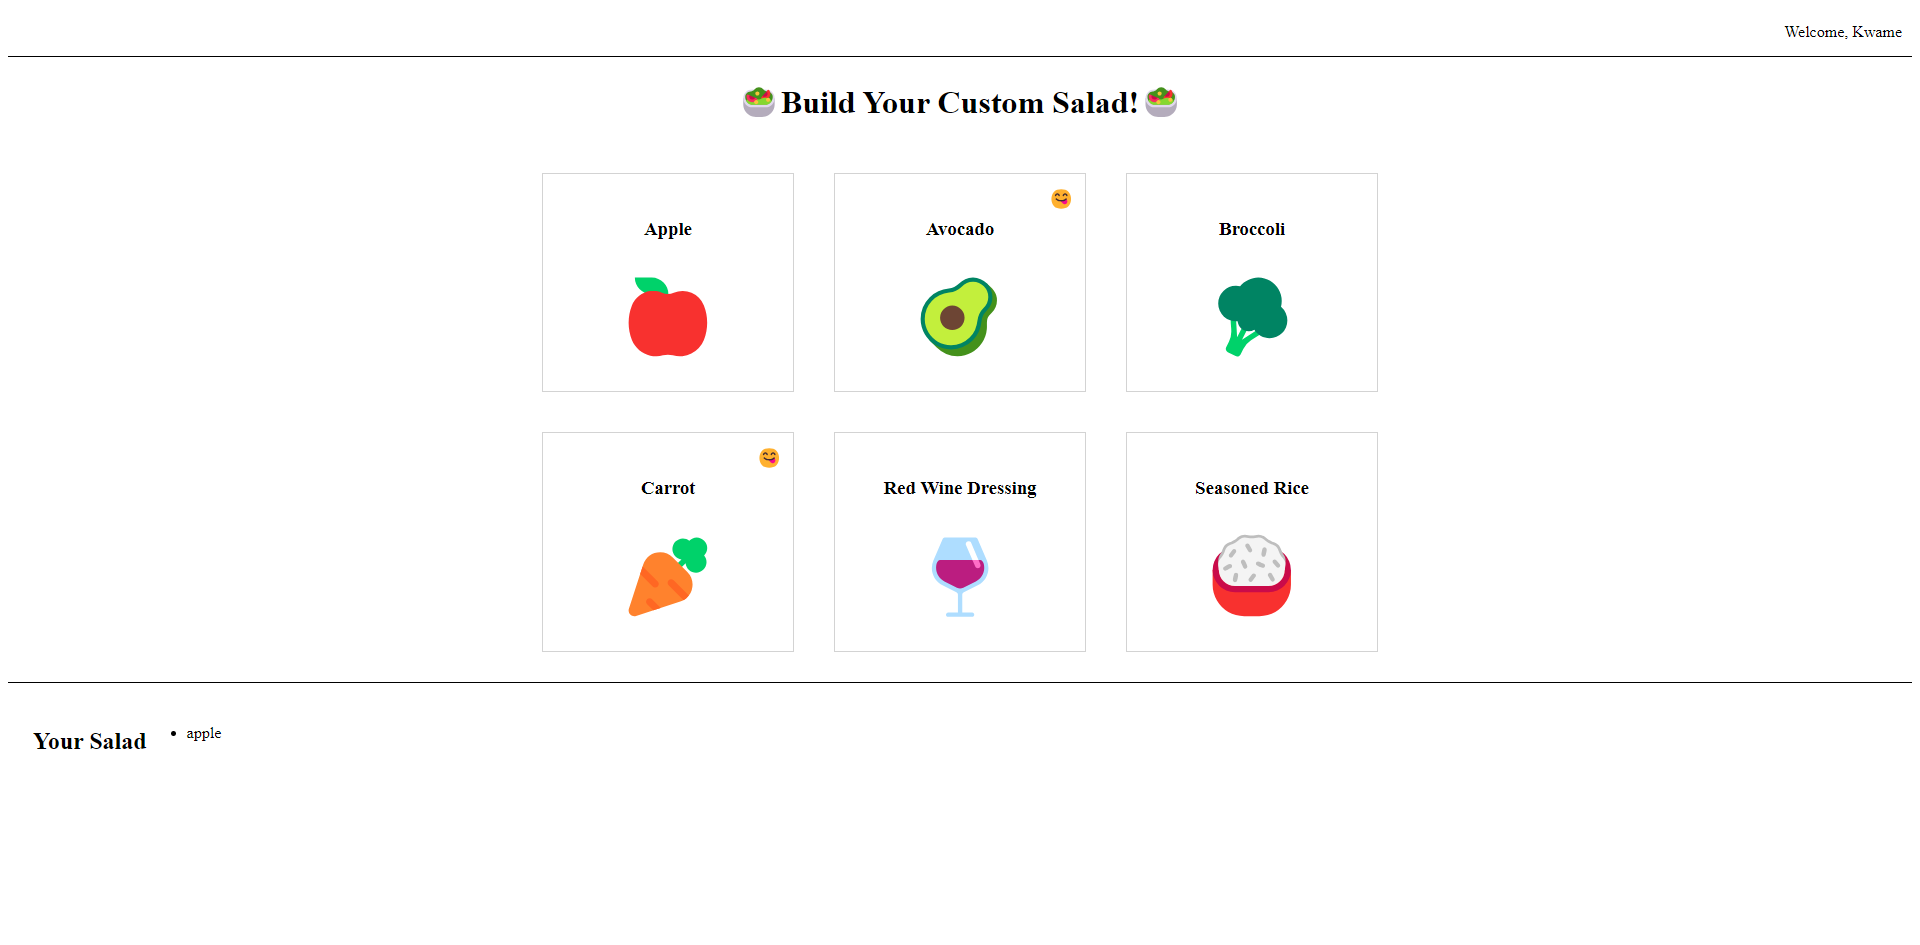 Welcome, Kwame
Build Your Custom Salad!
Apple
Avocado
Broccoli
Carrot
Red Wine Dressing
Seasoned Rice
Your Salad
apple